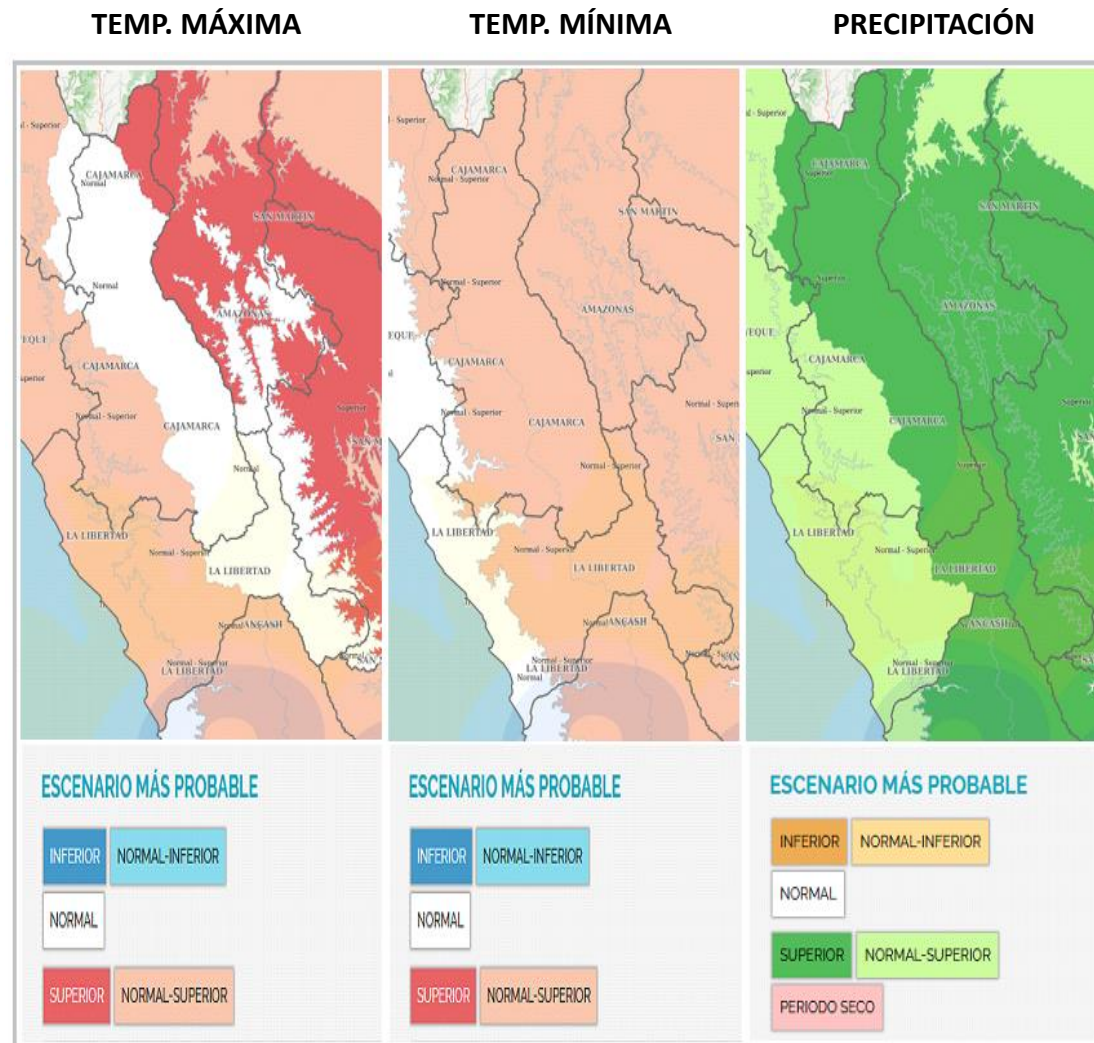 TEMP. MÁXIMA
TEMP. MÍNIMA
PRECIPITACIÓN
CAJAMARCA
Normal
SAN MARTIN
Normal
AMAZONAS
CAJAMARCA
Normal - Superior
CAJAMARCA
Superior
Normal
LA LIBERTAD
Normal - Superior
LA LIBERTAD
ANCASH
Normal - Superior
LA LIBERTAD
CAJAMARCA
Normal - Superior
SAN MARTIN
Normal - Superior
AMAZONAS
CAJAMARCA
Normal - Superior
CAJAMARCA
Normal - Superior
LA LIBERTAD
Normal - Superior
LA LIBERTAD
ANCASH
Normal - Superior
LA LIBERTAD
Normal
CAJAMARCA
Superior
SAN MARTIN
Superior
AMAZONAS
CAJAMARCA
Normal - Superior
CAJAMARCA
Superior
Superior
LA LIBERTAD
Normal - Superior
LA LIBERTAD
ANCASH
Normal - Superior
LA LIBERTAD
ESCENARIO MÁS PROBABLE
INFERIOR NORMAL-INFERIOR
NORMAL
SUPERIOR NORMAL-SUPERIOR
ESCENARIO MÁS PROBABLE
INFERIOR NORMAL-INFERIOR
NORMAL
SUPERIOR NORMAL-SUPERIOR
ESCENARIO MÁS PROBABLE
INFERIOR NORMAL-INFERIOR
NORMAL
SUPERIOR NORMAL-SUPERIOR
PERIODO SECO